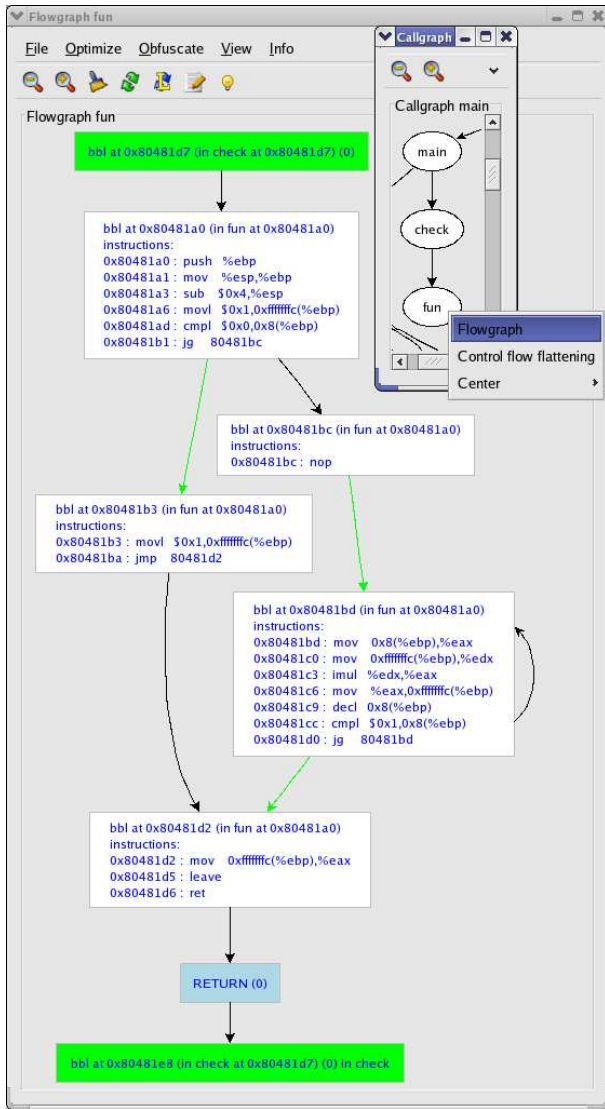 Flowgraph fun
File Optimize Obfuscate View Info
Flowgraph fun
bbl at 0x80481d7 (in check at 0x80481d7) (0)
bbl at 0x80481a0 (in fun at 0x80481a0)
instructions:
0x80481a0 : push %ebp
0x80481a1 : mov %esp,%ebp
0x80481a3 : sub $0x4,%esp
0x80481a6 : movl $0x1,0xfffffffc(%ebp)
0x80481ad : cmpl $0x0,0x8(%ebp)
0x80481b1 : jg 80481bc
Callgraph
Callgraph main
main
check
fun
Flowgraph
Control flow flattening
Center
bbl at 0x80481bc (in fun at 0x80481a0)
instructions:
0x80481bc : nop
bbl at 0x80481b3 (in fun at 0x80481a0)
instructions:
0x80481b3 : movl $0x1,0xfffffffc(%ebp)
0x80481ba : jmp 80481d2
bbl at 0x80481bd (in fun at 0x80481a0)
instructions:
0x80481bd : mov 0x8(%ebp),%eax
0x80481c0 : mov 0xfffffffc(%ebp),%edx
0x80481c3 : imul %edx,%eax
0x80481c6 : mov %eax,0xfffffffc(%ebp)
0x80481c9 : decl 0x8(%ebp)
0x80481cc : cmpl $0x1,0x8(%ebp)
0x80481d0 : jg 80481bd
bbl at 0x80481d2 (in fun at 0x80481a0)
instructions:
0x80481d2 : mov 0xfffffffc(%ebp),%eax
0x80481d5 : leave
0x80481d6 : ret
RETURN (0)
bbl at 0x80481e8 (in check at 0x80481d7) (0) in check